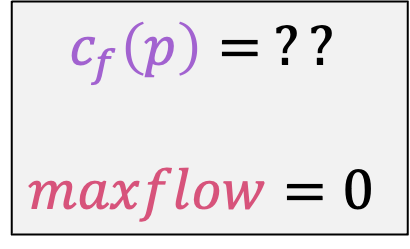 c_f(p) = ??
maxflow = 0